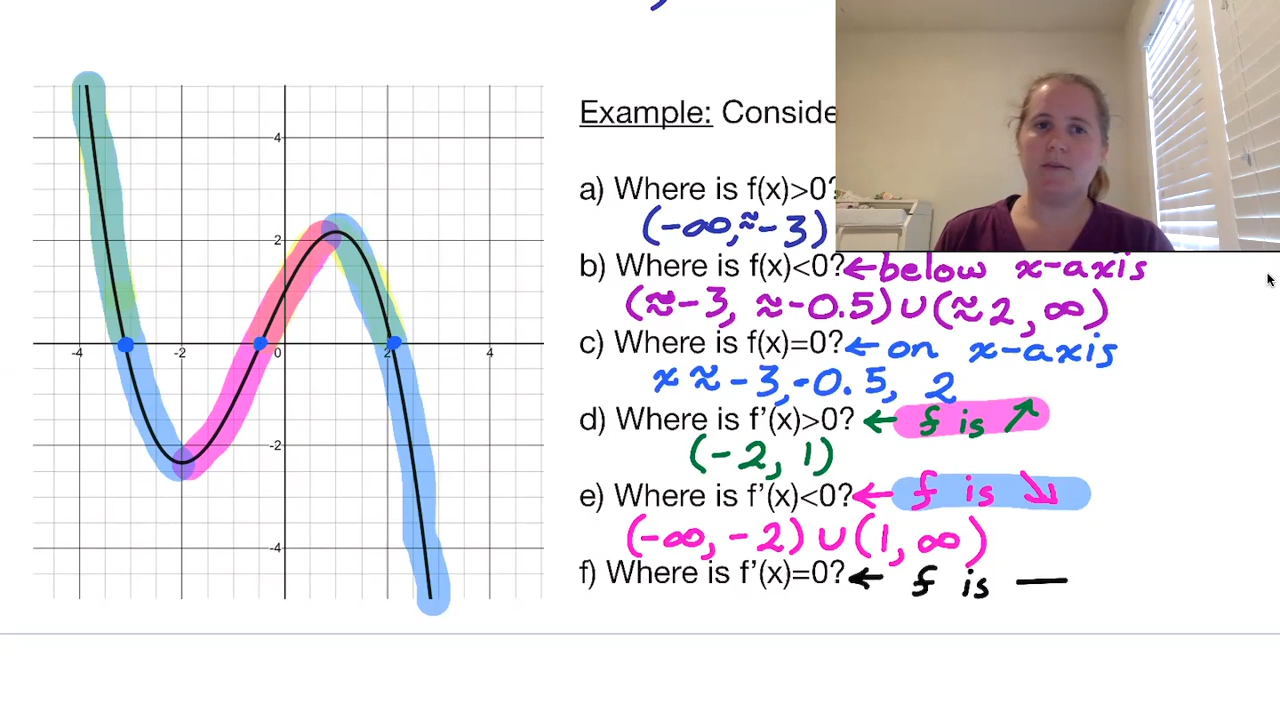 4
2
-4
-2
0
2
4
-2
-4
Example: Conside
a) Where is f(x)>0?
(-∞,≈-3)
b) Where is f(x)<0? ←below x-axis
(≈-3, ≈-0.5)∪(≈2, ∞)
c) Where is f(x)=0? ←on x-axis
x≈-3,-0.5, 2
d) Where is f'(x)>0? ← f is ↗
(-2, 1)
e) Where is f'(x)<0? ← f is ↘
(-∞, -2)∪(1, ∞)
f) Where is f'(x)=0? ← f is —